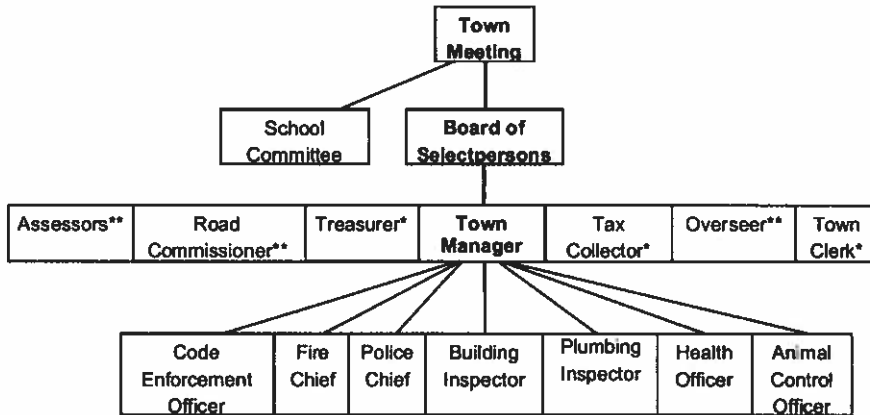 Town
Meeting
School
Committee
Board of
Selectpersons
Assessors**
Road
Commissioner**
Treasurer*
Town
Manager
Tax
Collector*
Overseer**
Town
Clerk*
Code
Enforcement
Officer
Fire
Chief
Police
Chief
Building
Inspector
Plumbing
Inspector
Health
Officer
Animal
Control
Officer